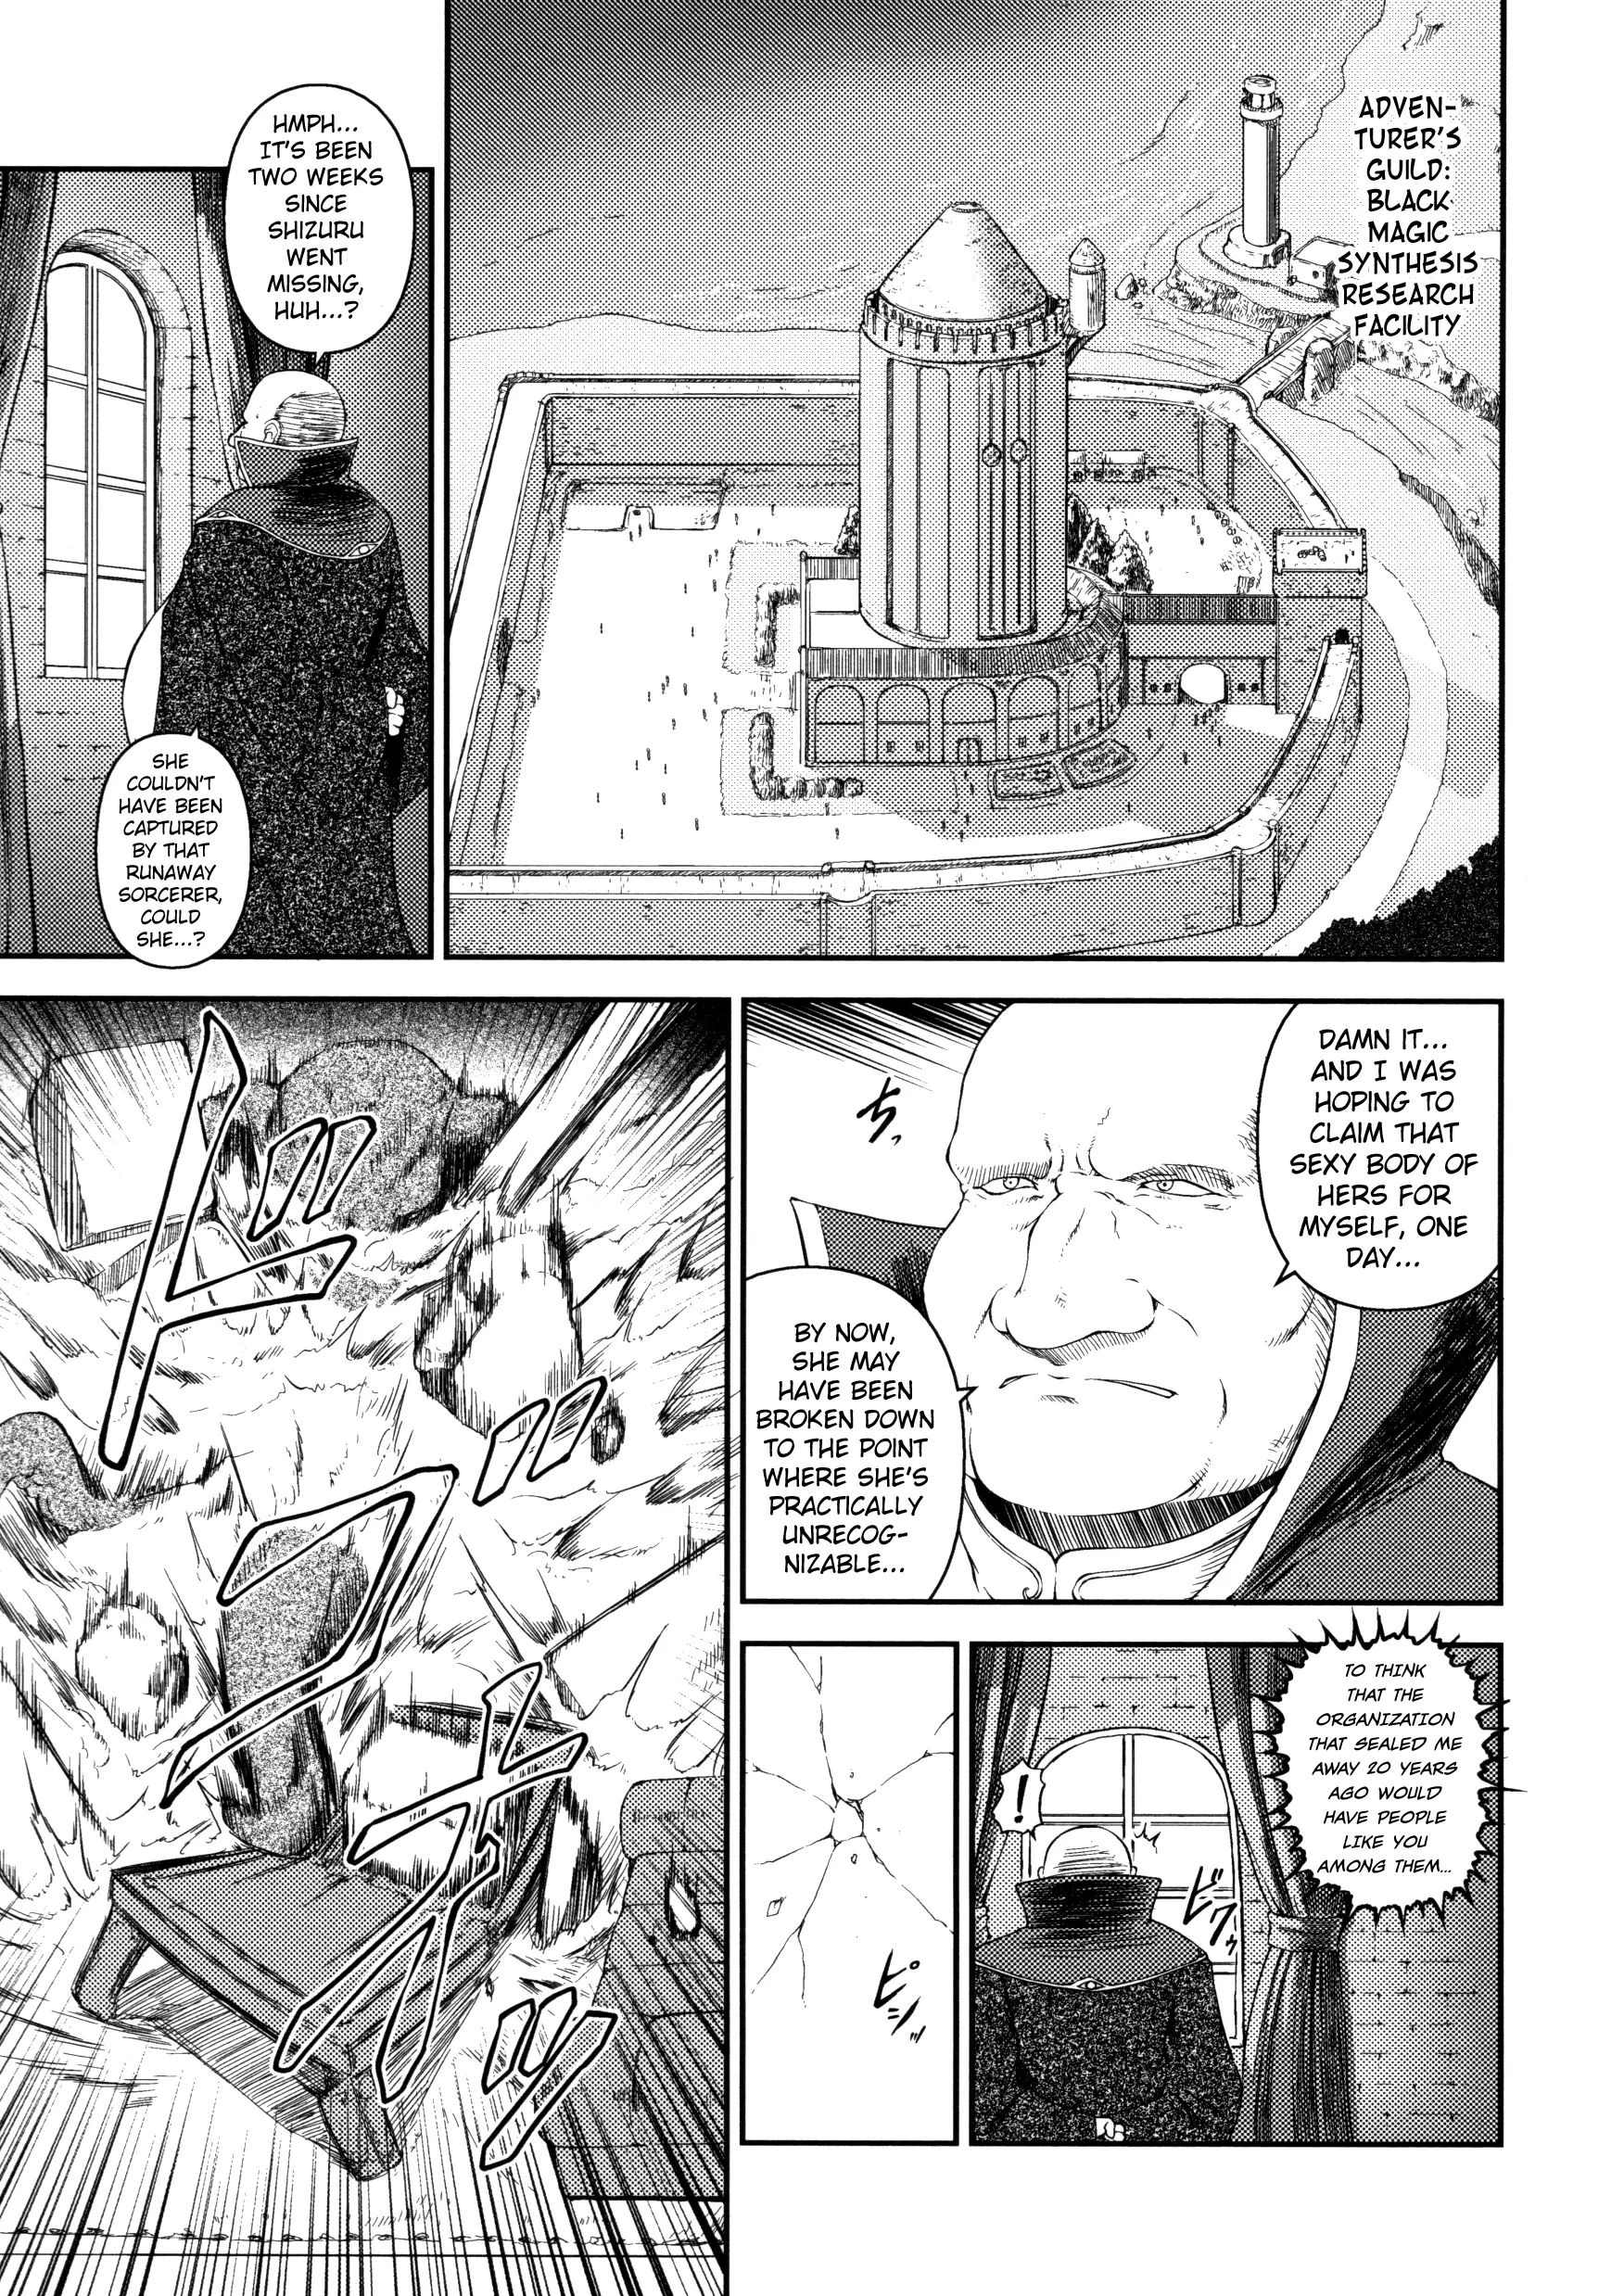 ADVEN-
TURER'S
GUILD:
BLACK
MAGIC
SYNTHESIS
RESEARCH
FACILITY
HMPH...
IT'S BEEN
TWO WEEKS
SINCE
SHIZURU
WENT
MISSING,
HUH...?
SHE
COULDN'T
HAVE BEEN
CAPTURED
BY THAT
RUNAWAY
SORCERER,
COULD
SHE...?
DAMN IT...
AND I WAS
HOPING TO
CLAIM THAT
SEXY BODY OF
HERS FOR
MYSELF, ONE
DAY...
ちっ
BY NOW,
SHE MAY
HAVE BEEN
BROKEN DOWN
TO THE POINT
WHERE SHE'S
PRACTICALLY
UNRECOG-
NIZABLE...
TO THINK
THAT THE
ORGANIZATION
THAT SEALED ME
AWAY 20 YEARS
AGO WOULD
HAVE PEOPLE
LIKE YOU
AMONG THEM...
!
ビクゥ
ピシッ
ドゴオッ